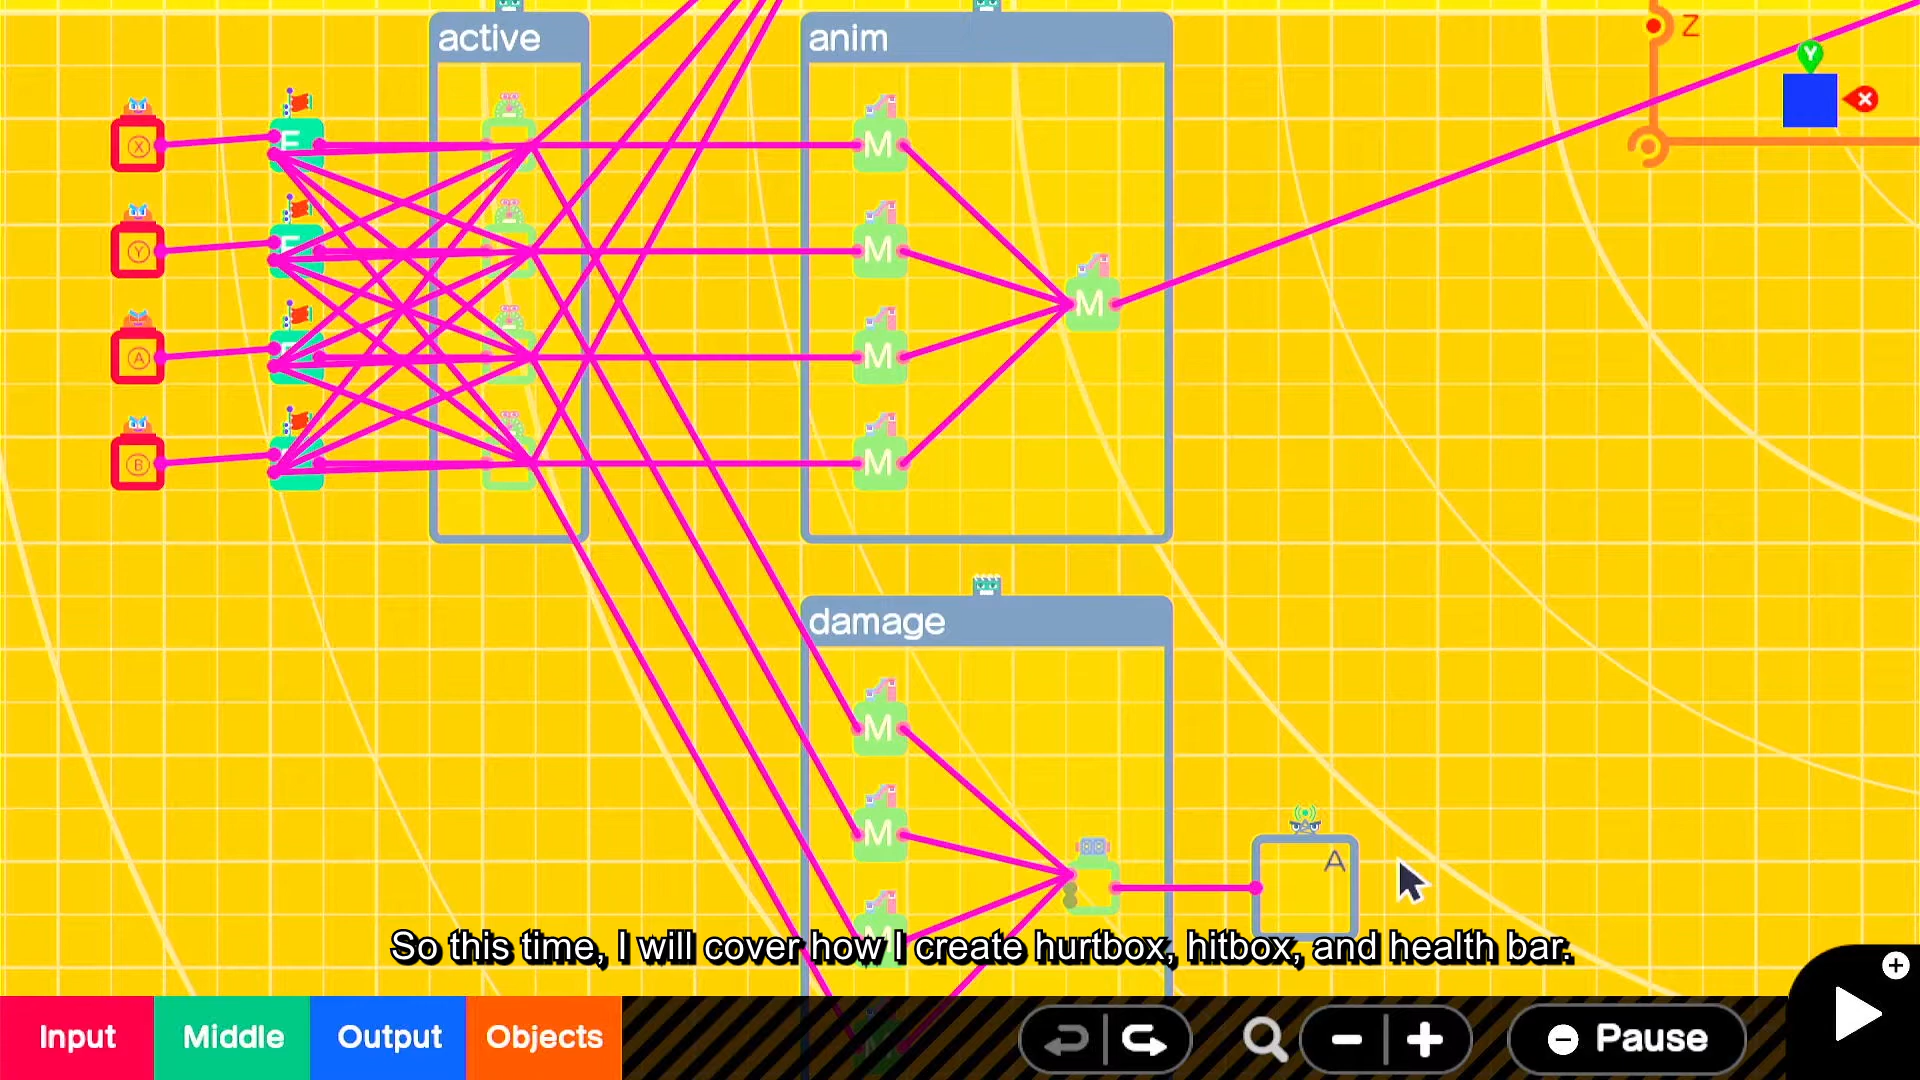 active
anim
Z
Y
X
X
F
M
Y
F
M
M
A
M
B
M
damage
M
M
A
M
So this time, I will cover how I create hurtbox, hitbox, and health bar.
Input
Middle
Output
Objects
Pause